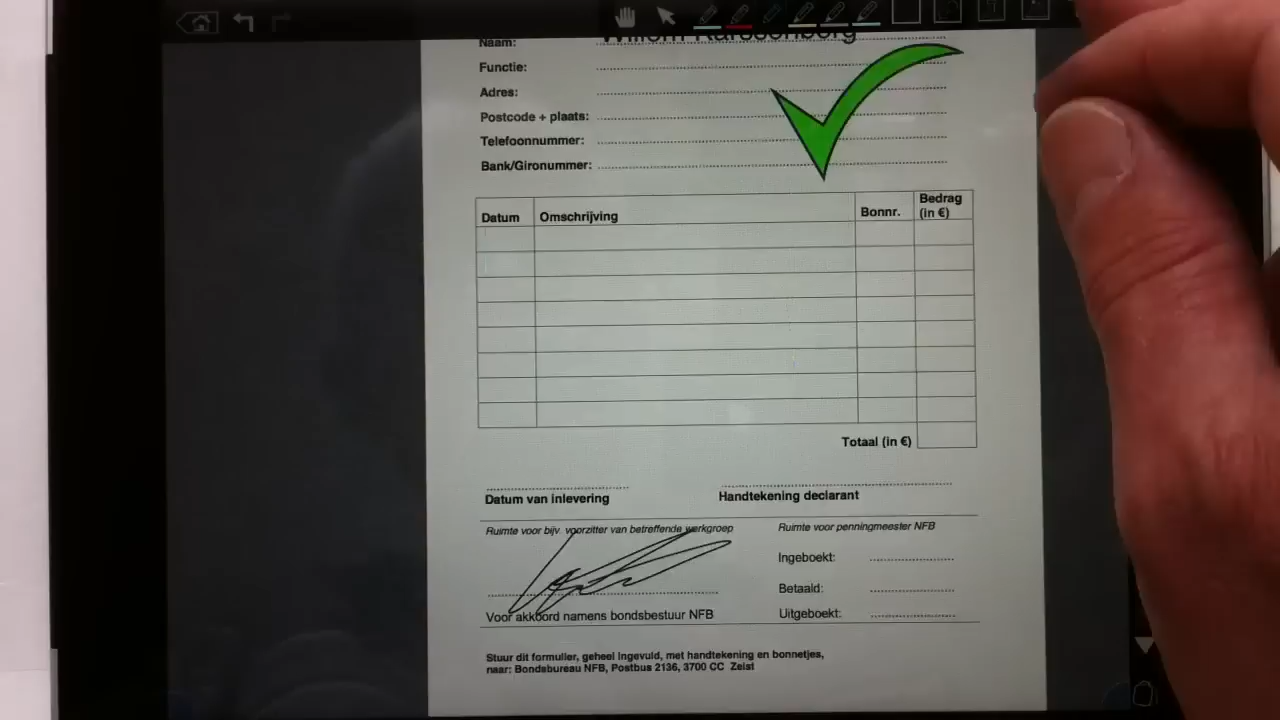 Naam: Willem Karssenberg
Functie:
Adres:
Postcode + plaats:
Telefoonnummer:
Bank/Gironummer:
Datum Omschrijving Bonnr. Bedrag (in €)
Totaal (in €)
Datum van inlevering Handtekening declarant
Ruimte voor bijv. voorzitter van betreffende werkgroep Ruimte voor penningmeester NFB
Ingeboekt:
Betaald:
Voor akkoord namens bondsbestuur NFB Uitgeboekt:
Stuur dit formulier, geheel ingevuld, met handtekening en bonnetjes,
naar: Bondsbureau NFB, Postbus 2136, 3700 CC Zeist